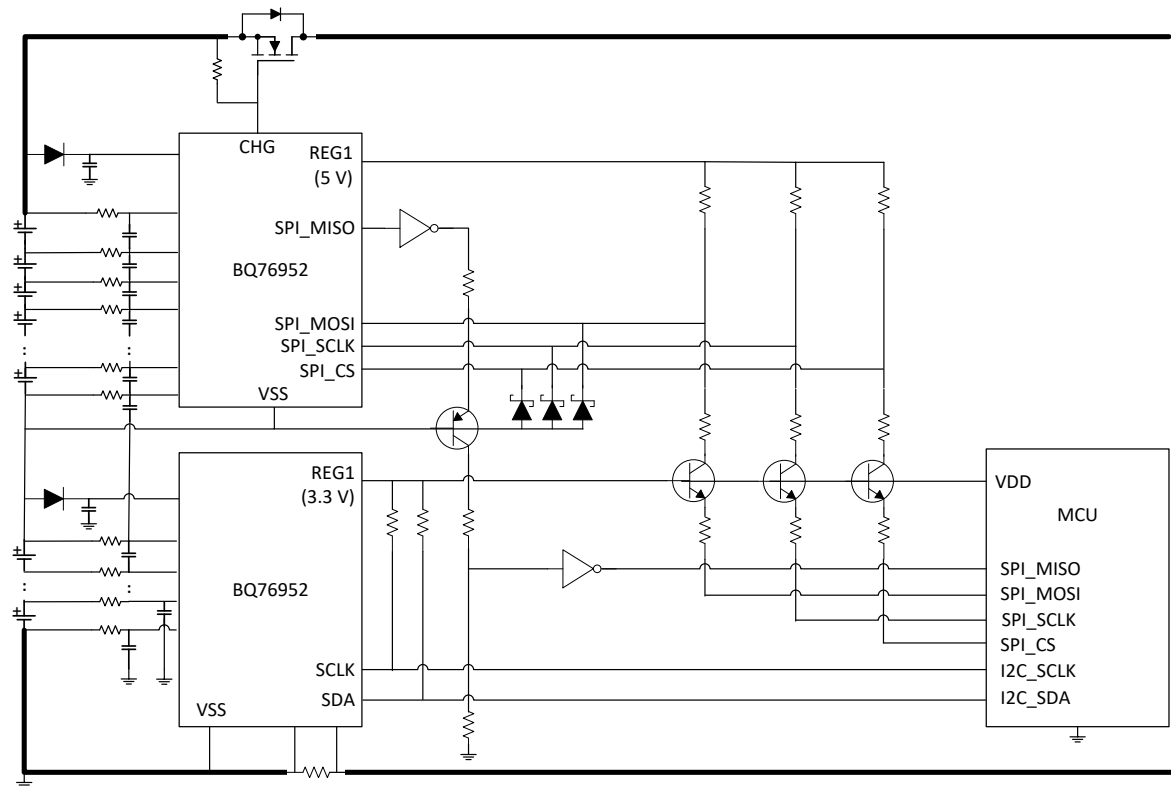 CHG
REG1
(5 V)
SPI_MISO
BQ76952
SPI_MOSI
SPI_SCLK
SPI_CS
VSS
REG1
(3.3 V)
BQ76952
SCLK
SDA
VSS
VDD
MCU
SPI_MISO
SPI_MOSI
SPI_SCLK
SPI_CS
I2C_SCLK
I2C_SDA